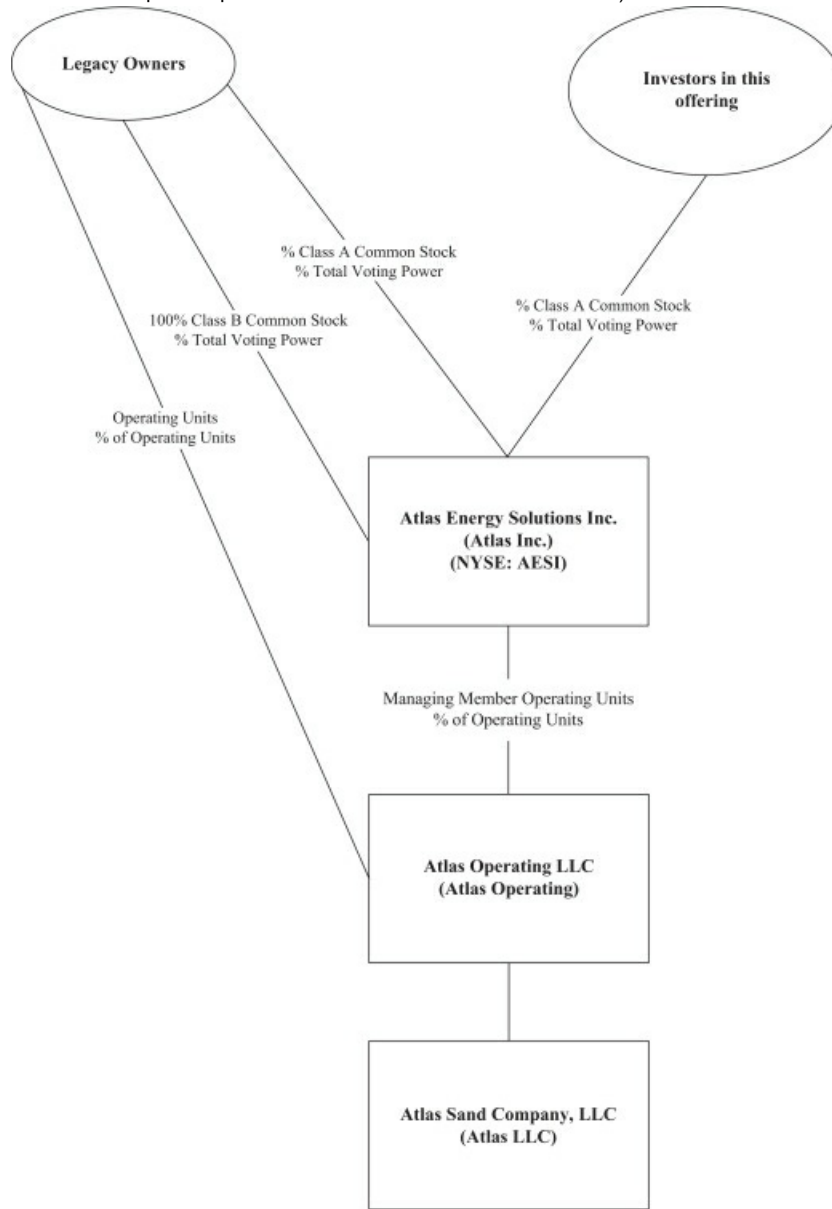 Legacy Owners
Investors in this
offering
% Class A Common Stock
% Total Voting Power
% Class A Common Stock
% Total Voting Power
100% Class B Common Stock
% Total Voting Power
Operating Units
% of Operating Units
Atlas Energy Solutions Inc.
(Atlas Inc.)
(NYSE: AESI)
Managing Member Operating Units
% of Operating Units
Atlas Operating LLC
(Atlas Operating)
Atlas Sand Company, LLC
(Atlas LLC)